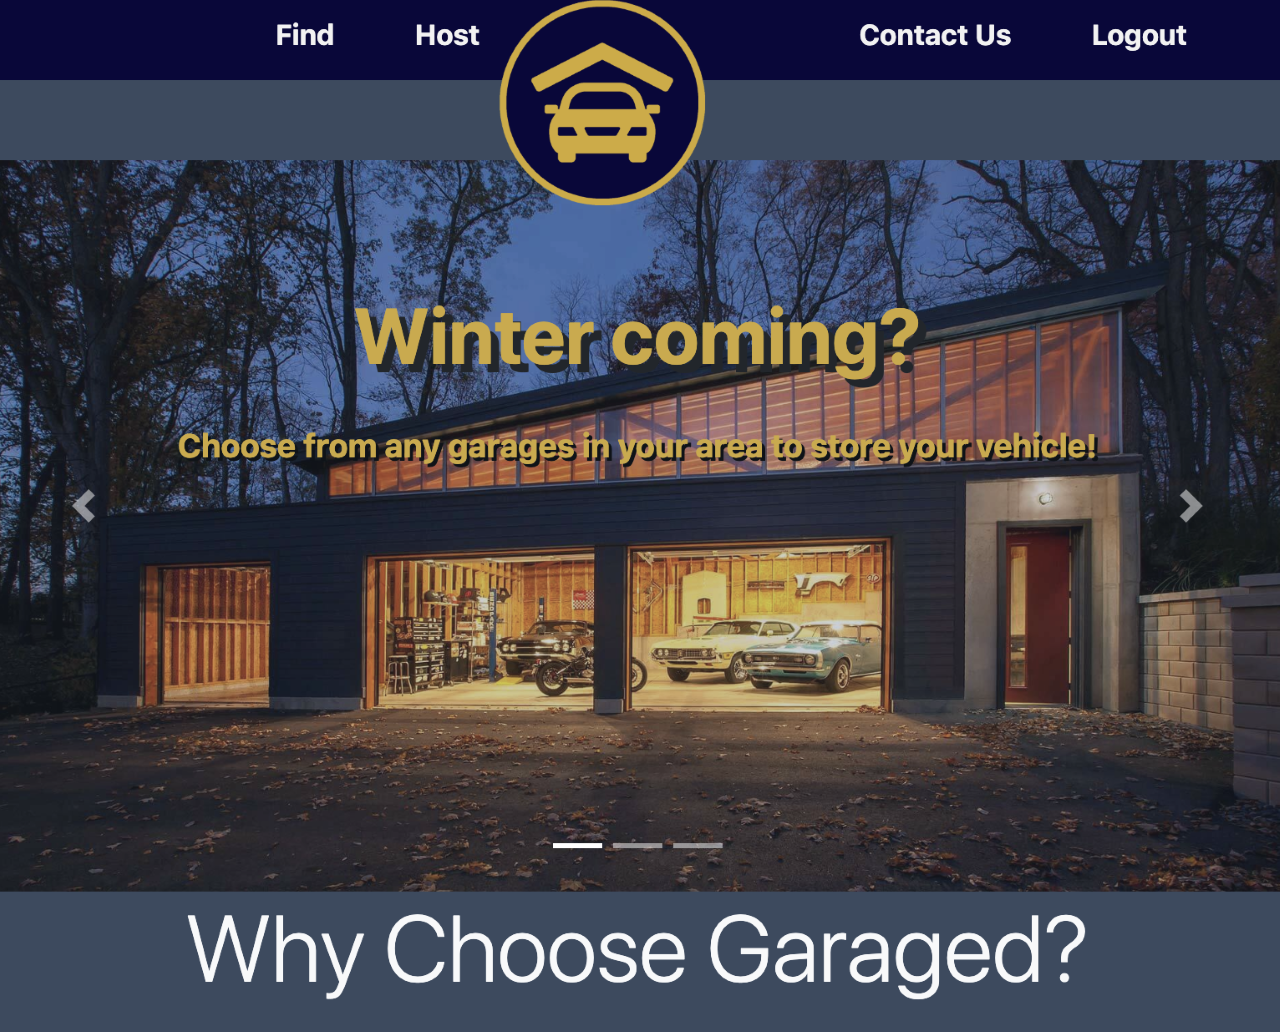 Find Host Contact Us Logout
Winter coming?
Choose from any garages in your area to store your vehicle!
Why Choose Garaged?